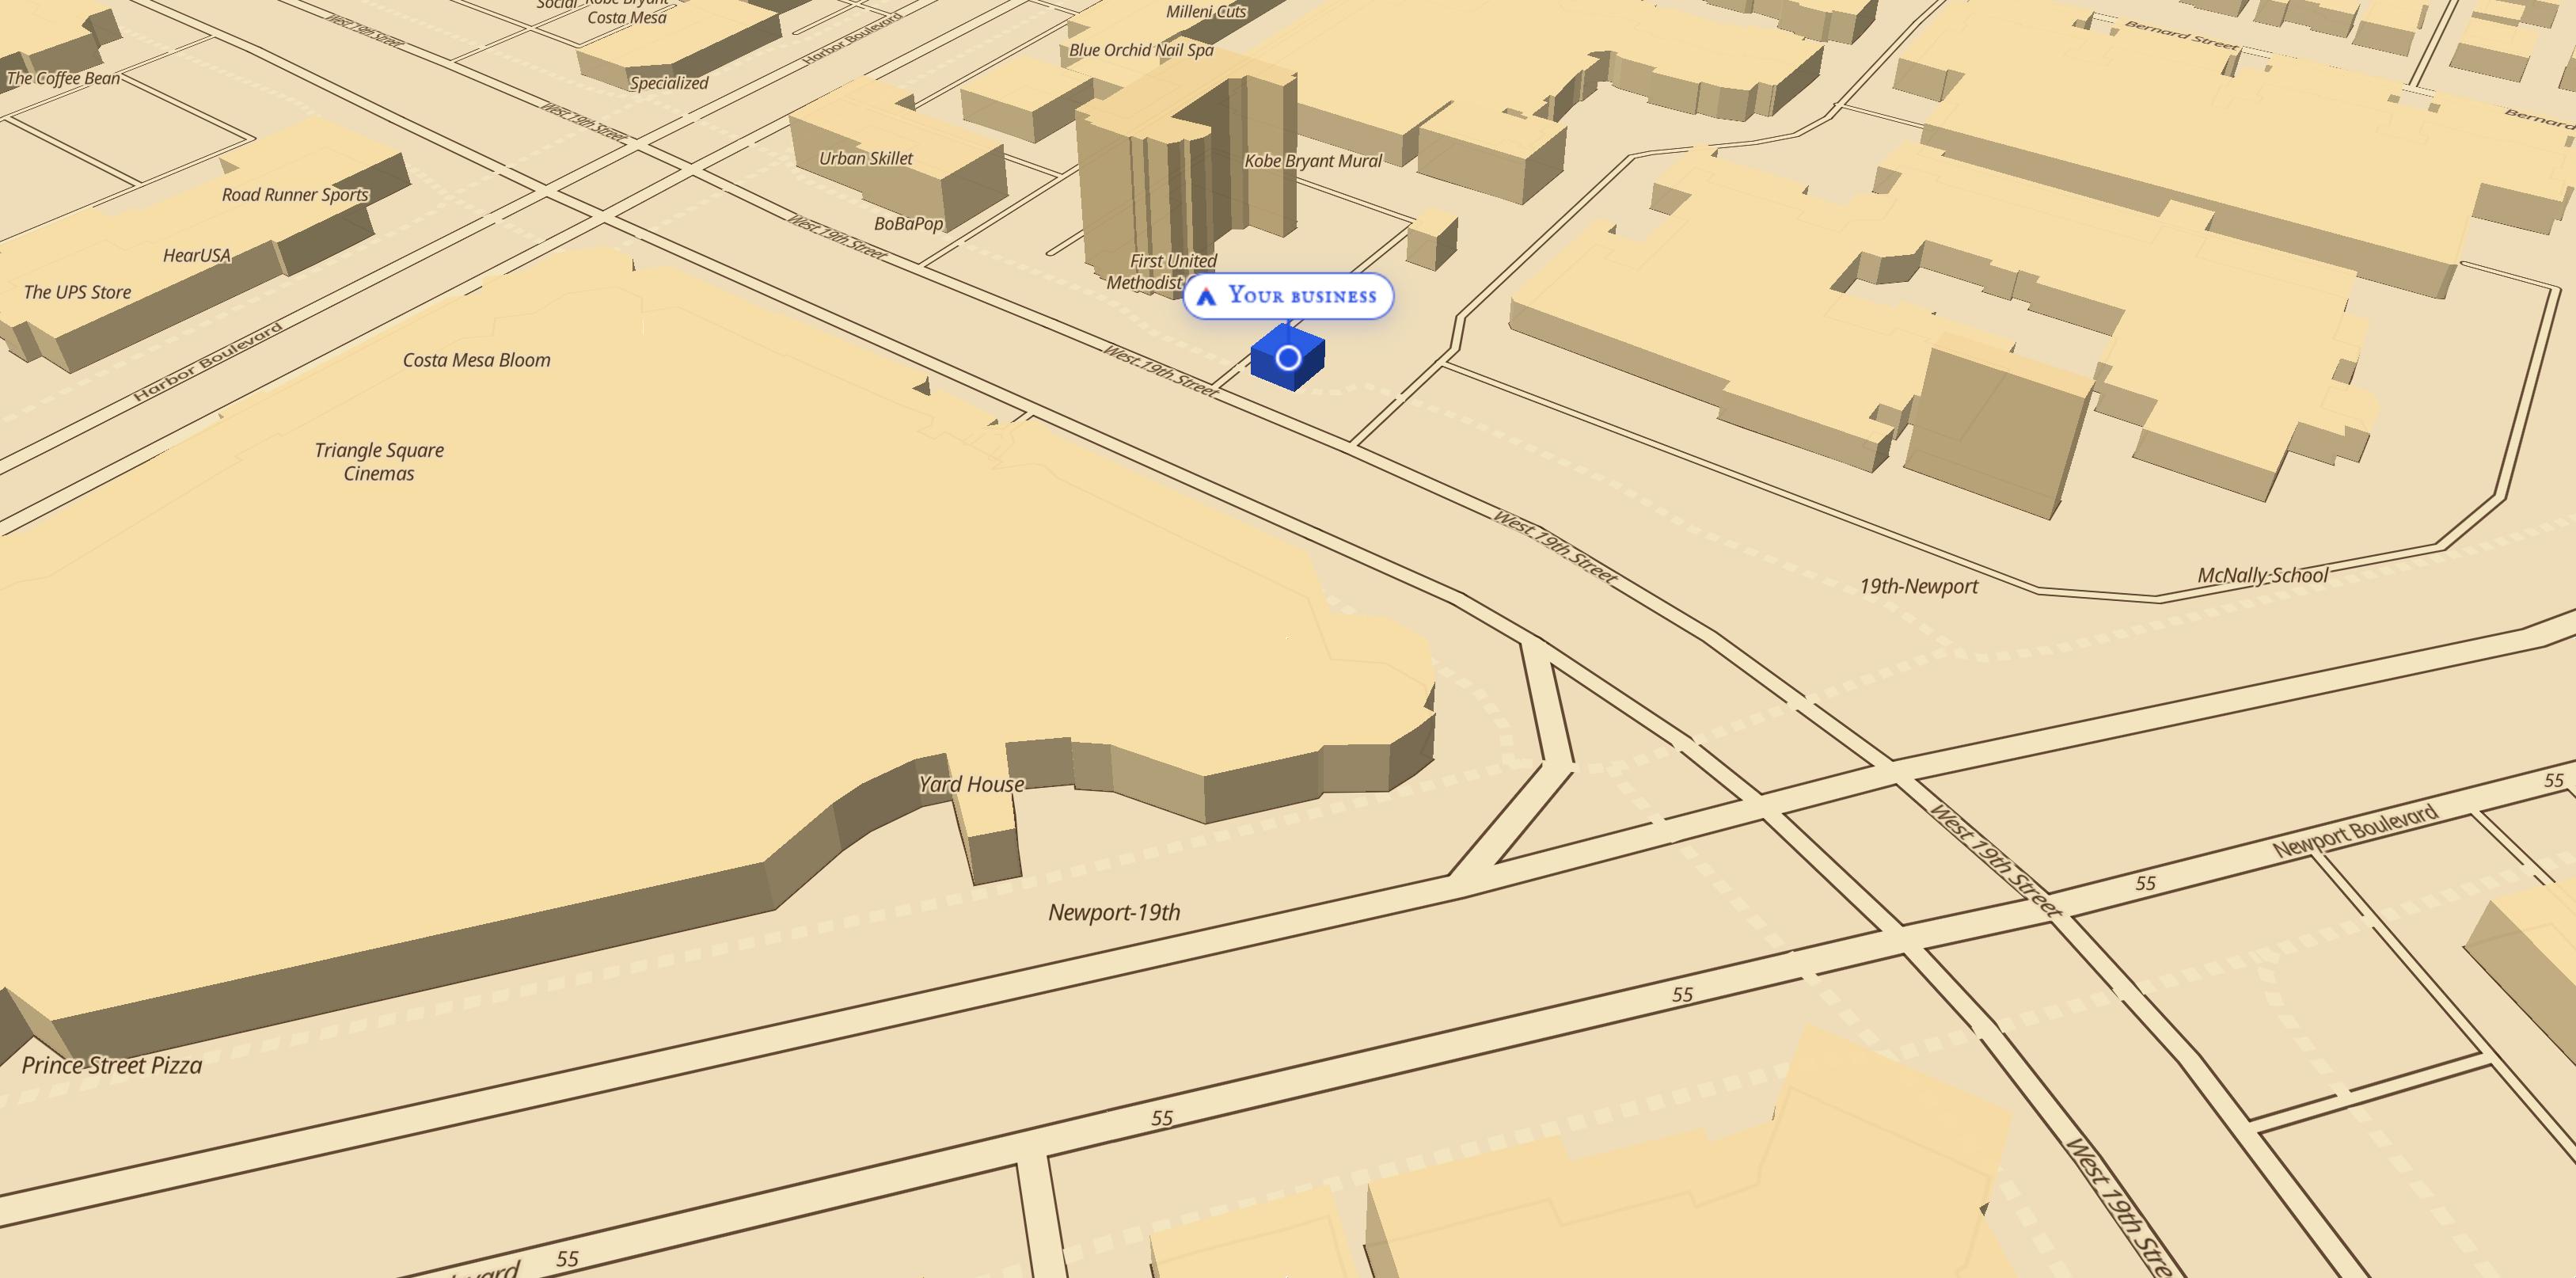 Social
Kobe Bryant
Costa Mesa
Milleni Cuts
West 19th Street
Harbor Boulevard
Bernard Street
Blue Orchid Nail Spa
The Coffee Bean
Specialized
West 19th Street
Bernard
Urban Skillet
Kobe Bryant Mural
Road Runner Sports
BoBaPop
West 19th Street
HearUSA
First United
Methodist
The UPS Store
Your business
Harbor Boulevard
Costa Mesa Bloom
West 19th Street
Triangle Square
Cinemas
West 19th Street
19th-Newport
McNally School
Yard House
55
Newport Boulevard
West 19th Street
55
Newport-19th
55
Prince Street Pizza
55
West 19th Stre
55